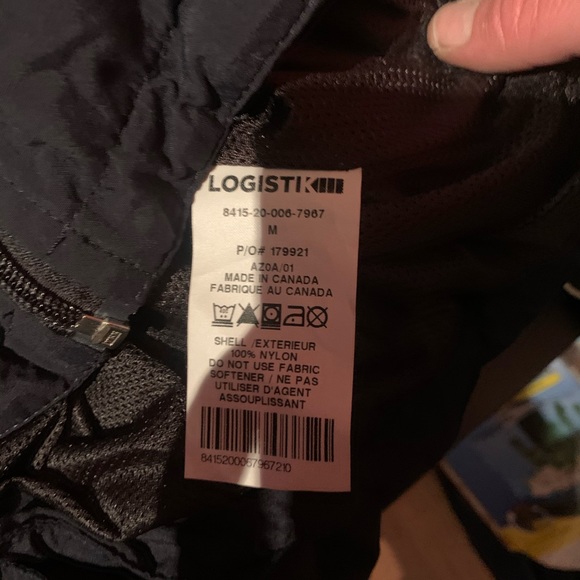 LOGISTIK
8415-20-006-7967
M
P/O# 179921
AZ0A/01
MADE IN CANADA
FABRIQUE AU CANADA
SHELL /EXTERIEUR
100% NYLON
DO NOT USE FABRIC
SOFTENER / NE PAS
UTILISER D'AGENT
ASSOUPLISSANT
8415200067967210